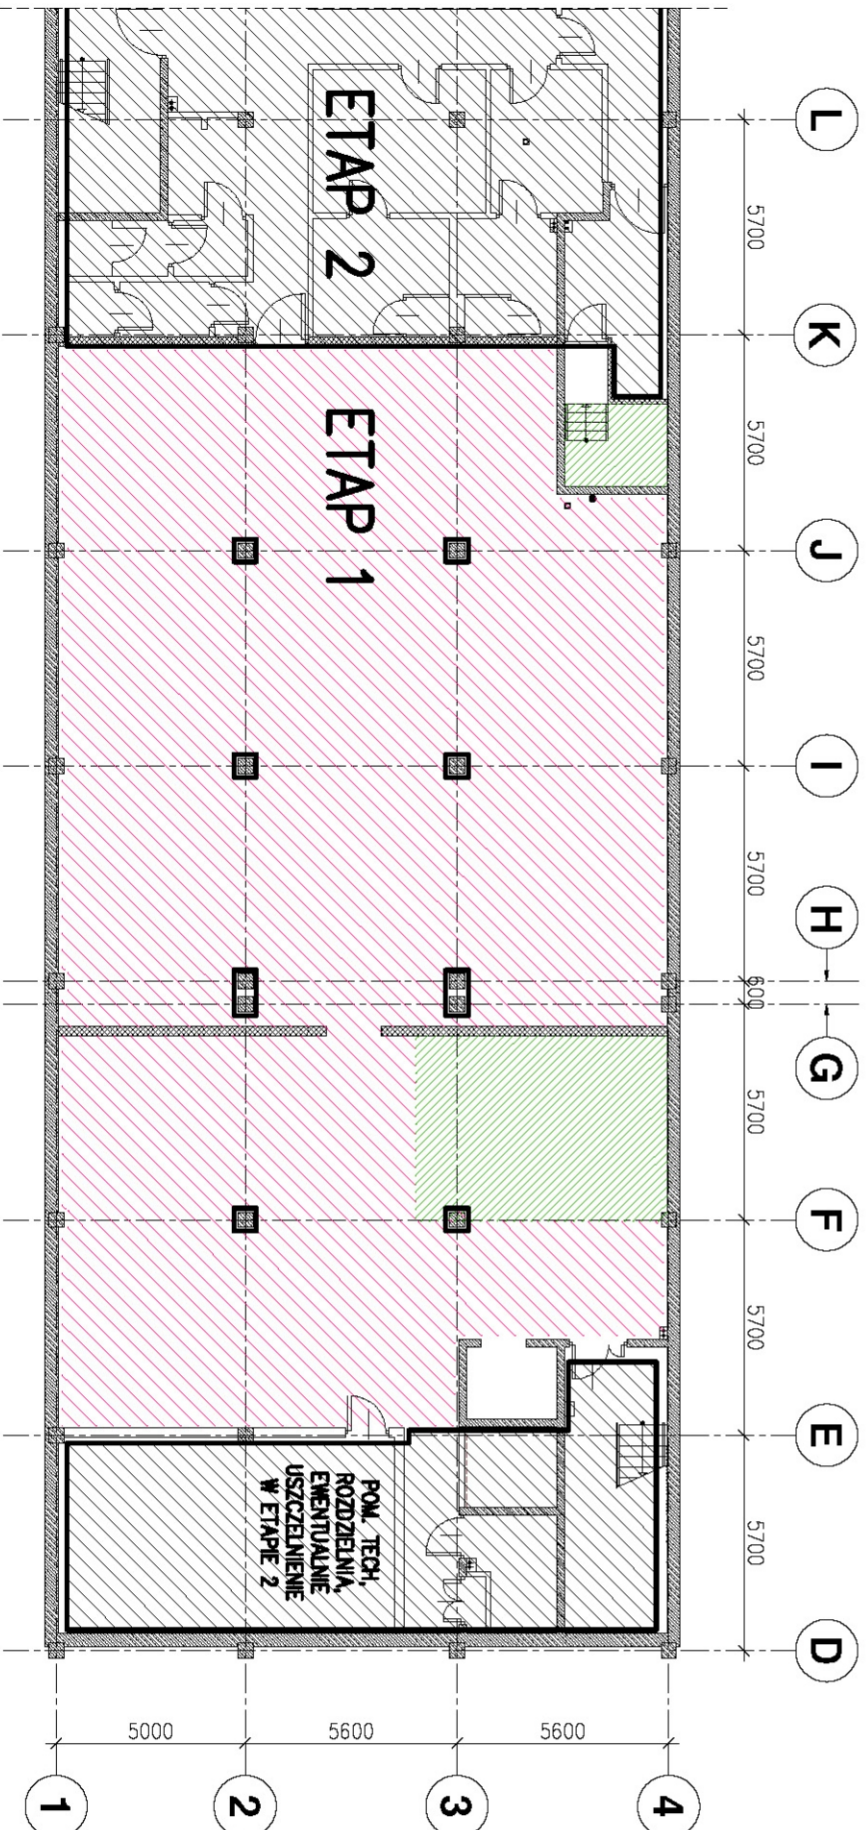 L
5700
K
5700
J
5700
I
5700
H
600
G
5700
F
5700
E
5700
D
ETAP 2
ETAP 1
POM. TECH,
ROZDZIELNIA,
EWENTUALNIE
USZCZELNIENIE
W ETAPIE 2
5000
5600
5600
1
2
3
4